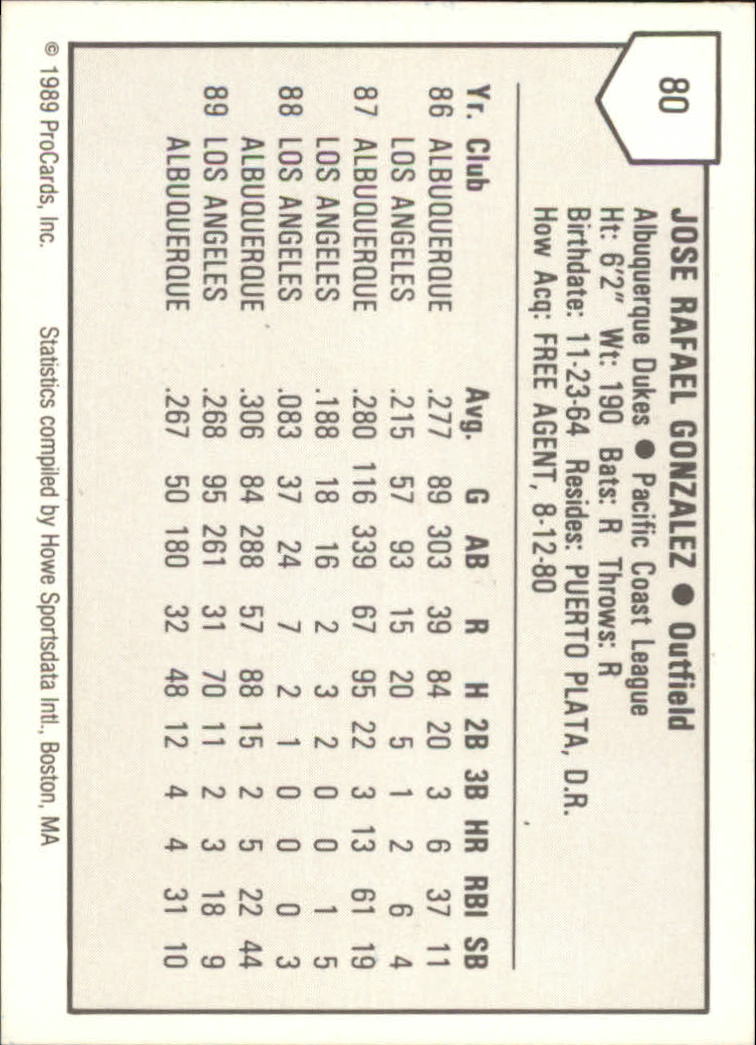 80
JOSE RAFAEL GONZALEZ ● Outfield
Albuquerque Dukes ● Pacific Coast League
Ht: 6'2" Wt: 190 Bats: R Throws: R
Birthdate: 11-23-64 Resides: PUERTO PLATA, D.R.
How Acq: FREE AGENT, 8-12-80
Yr. Club Avg. G AB R H 2B 3B HR RBI SB
86 ALBUQUERQUE .277 89 303 39 84 20 3 6 37 11
LOS ANGELES .215 57 93 15 20 5 1 2 6 4
87 ALBUQUERQUE .280 116 339 67 95 22 3 13 61 19
LOS ANGELES .188 18 16 2 3 2 0 0 1 5
88 LOS ANGELES .083 37 24 7 2 1 0 0 0 3
ALBUQUERQUE .306 84 288 57 88 15 2 5 22 44
89 LOS ANGELES .268 95 261 31 70 11 2 3 18 9
ALBUQUERQUE .267 50 180 32 48 12 4 4 31 10
© 1989 ProCards, Inc. Statistics compiled by Howe Sportsdata Intl., Boston, MA